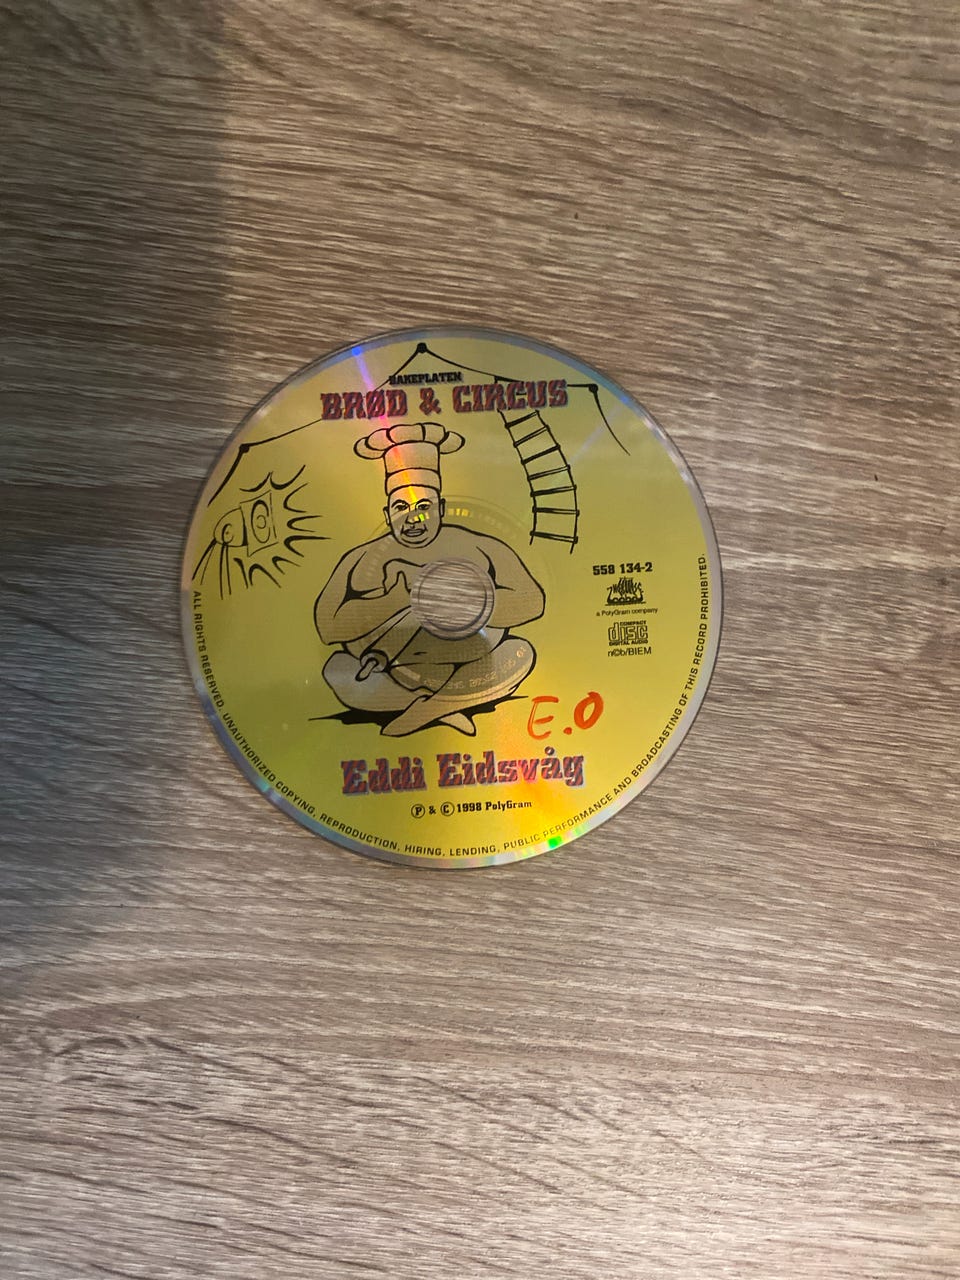 BAKEPLATEN
BRØD & CIRCUS
558 134-2
a PolyGram company
COMPACT
disc
DIGITAL AUDIO
n©b/BIEM
E.O
Eddi Eidsvåg
Ⓟ & © 1998 PolyGram
ALL RIGHTS RESERVED. UNAUTHORIZED COPYING, REPRODUCTION, HIRING, LENDING, PUBLIC PERFORMANCE AND BROADCASTING OF THIS RECORD PROHIBITED.